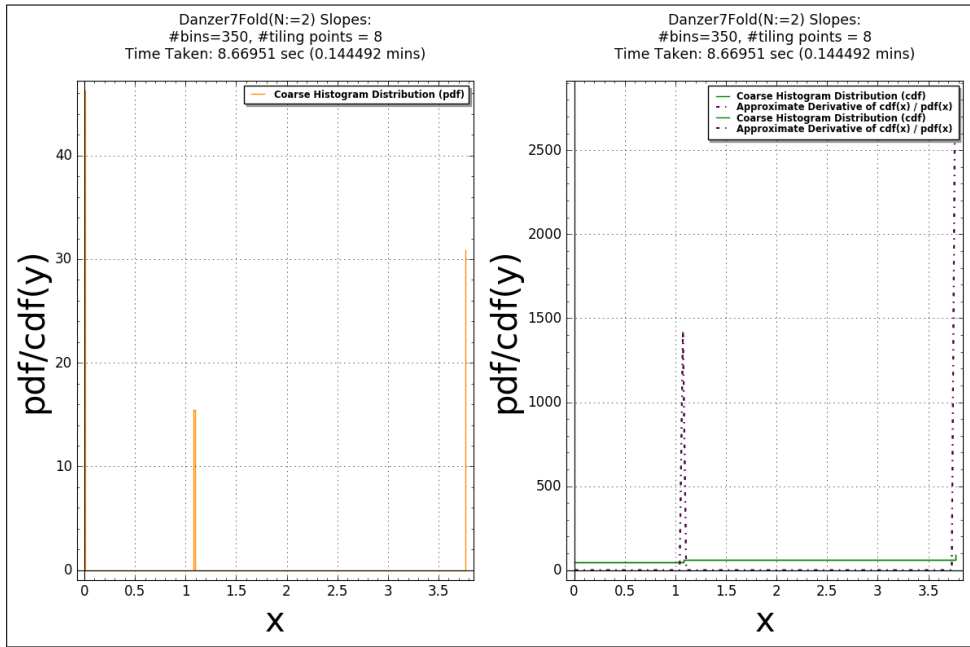 Danzer7Fold(N:=2) Slopes:
#bins=350, #tiling points = 8
Time Taken: 8.66951 sec (0.144492 mins)
Coarse Histogram Distribution (pdf)
40
30
20
10
0
pdf/cdf(y)
0 0.5 1 1.5 2 2.5 3 3.5
x
Danzer7Fold(N:=2) Slopes:
#bins=350, #tiling points = 8
Time Taken: 8.66951 sec (0.144492 mins)
Coarse Histogram Distribution (cdf)
Approximate Derivative of cdf(x) / pdf(x)
Coarse Histogram Distribution (cdf)
Approximate Derivative of cdf(x) / pdf(x)
2500
2000
1500
1000
500
0
pdf/cdf(y)
0 0.5 1 1.5 2 2.5 3 3.5
x